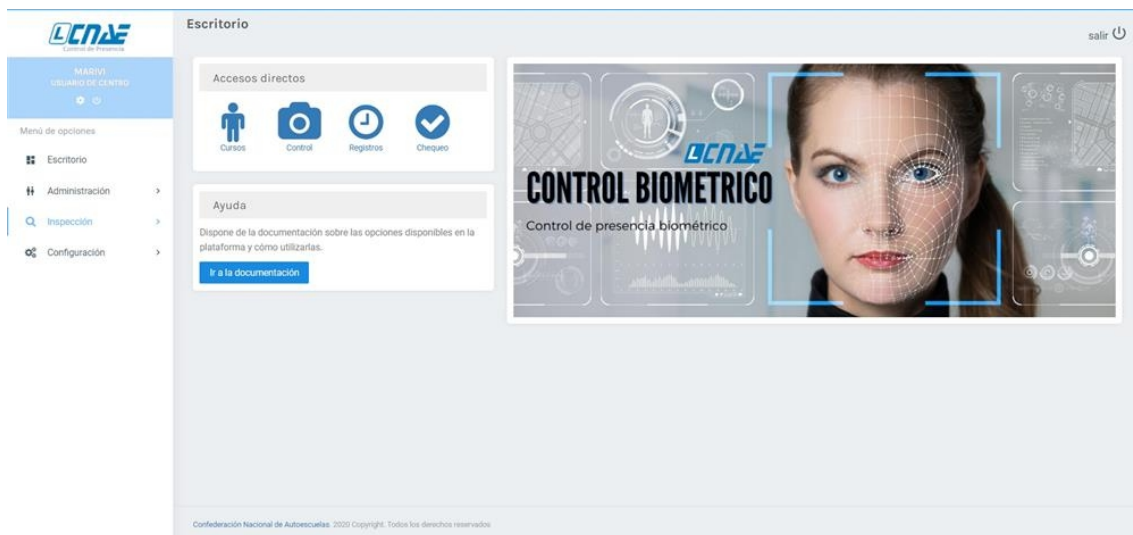 CNAE
Control de Presencia
MARIVI
USUARIO DE CENTRO
Menú de opciones
Escritorio
Administración
Inspección
Configuración
Escritorio
salir
Accesos directos
Cursos
Control
Registros
Chequeo
Ayuda
Dispone de la documentación sobre las opciones disponibles en la
plataforma y cómo utilizarlas.
Ir a la documentación
CNAE
CONTROL BIOMETRICO
Control de presencia biométrico
Confederación Nacional de Autoescuelas. 2020 Copyright. Todos los derechos reservados